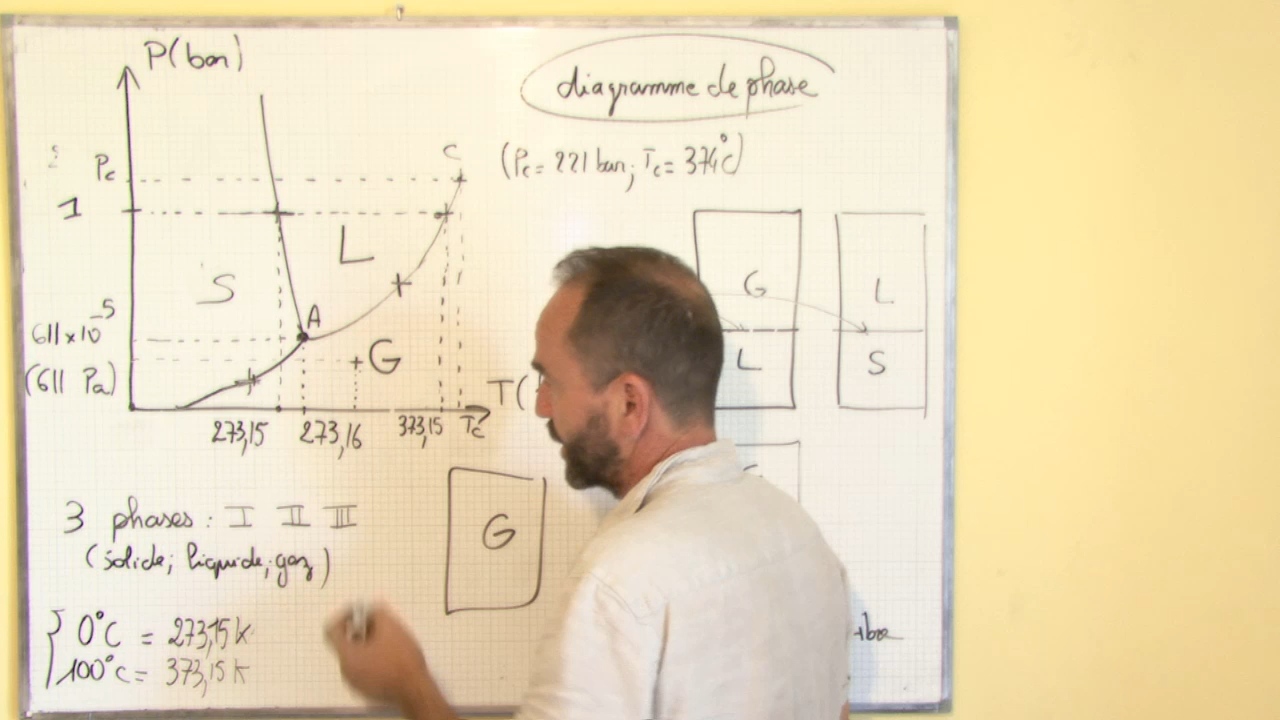 P(bar)
diagramme de phase
Pc
C
(Pc = 221 bar; Tc = 374°C)
1
L
S
G
L
A
611×10⁻⁵
G
L
S
(611 Pa)
T(
273,15
273,16
373,15
Tc
3 phases : I II III
G
(solide; liquide; gaz)
0°C = 273,15 K
100°C = 373,15 K